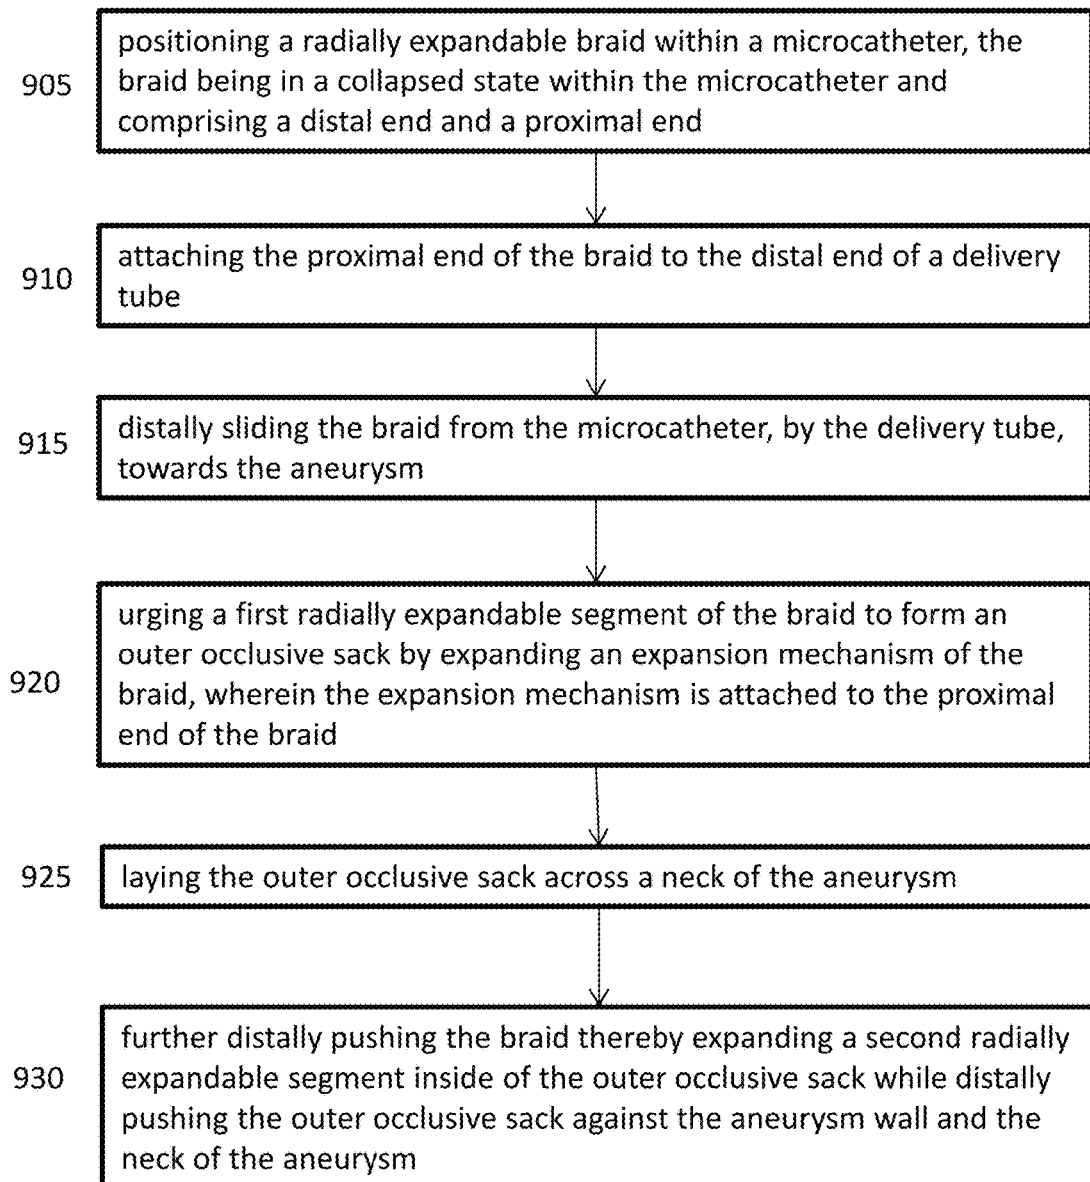 905
positioning a radially expandable braid within a microcatheter, the
braid being in a collapsed state within the microcatheter and
comprising a distal end and a proximal end
910
attaching the proximal end of the braid to the distal end of a delivery
tube
915
distally sliding the braid from the microcatheter, by the delivery tube,
towards the aneurysm
920
urging a first radially expandable segment of the braid to form an
outer occlusive sack by expanding an expansion mechanism of the
braid, wherein the expansion mechanism is attached to the proximal
end of the braid
925
laying the outer occlusive sack across a neck of the aneurysm
930
further distally pushing the braid thereby expanding a second radially
expandable segment inside of the outer occlusive sack while distally
pushing the outer occlusive sack against the aneurysm wall and the
neck of the aneurysm